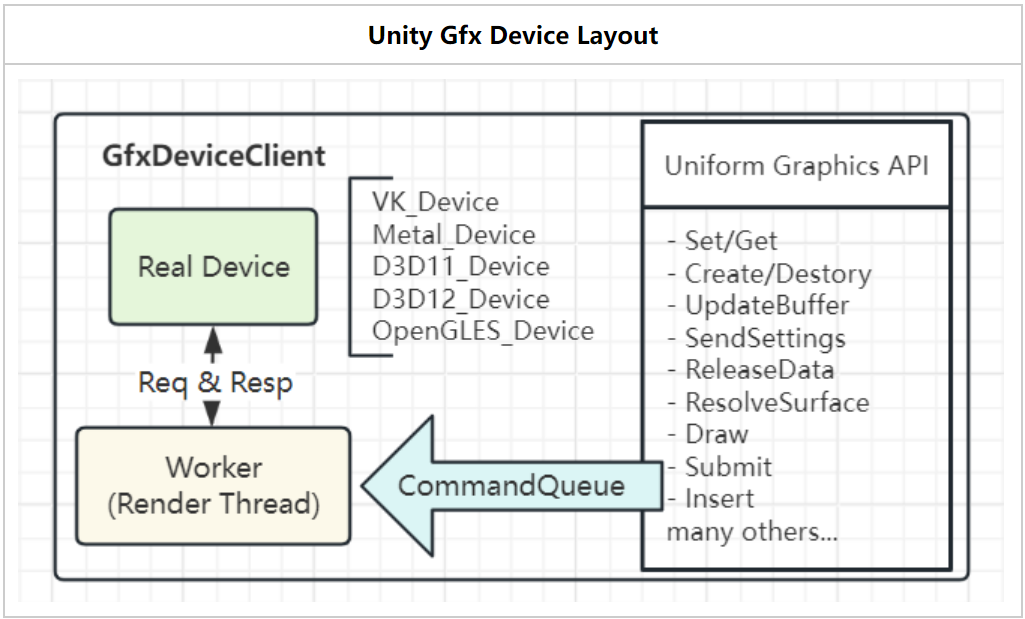 Unity Gfx Device Layout
GfxDeviceClient
Real Device
Req & Resp
Worker
(Render Thread)
VK_Device
Metal_Device
D3D11_Device
D3D12_Device
OpenGLES_Device
CommandQueue
Uniform Graphics API
- Set/Get
- Create/Destory
- UpdateBuffer
- SendSettings
- ReleaseData
- ResolveSurface
- Draw
- Submit
- Insert
many others...